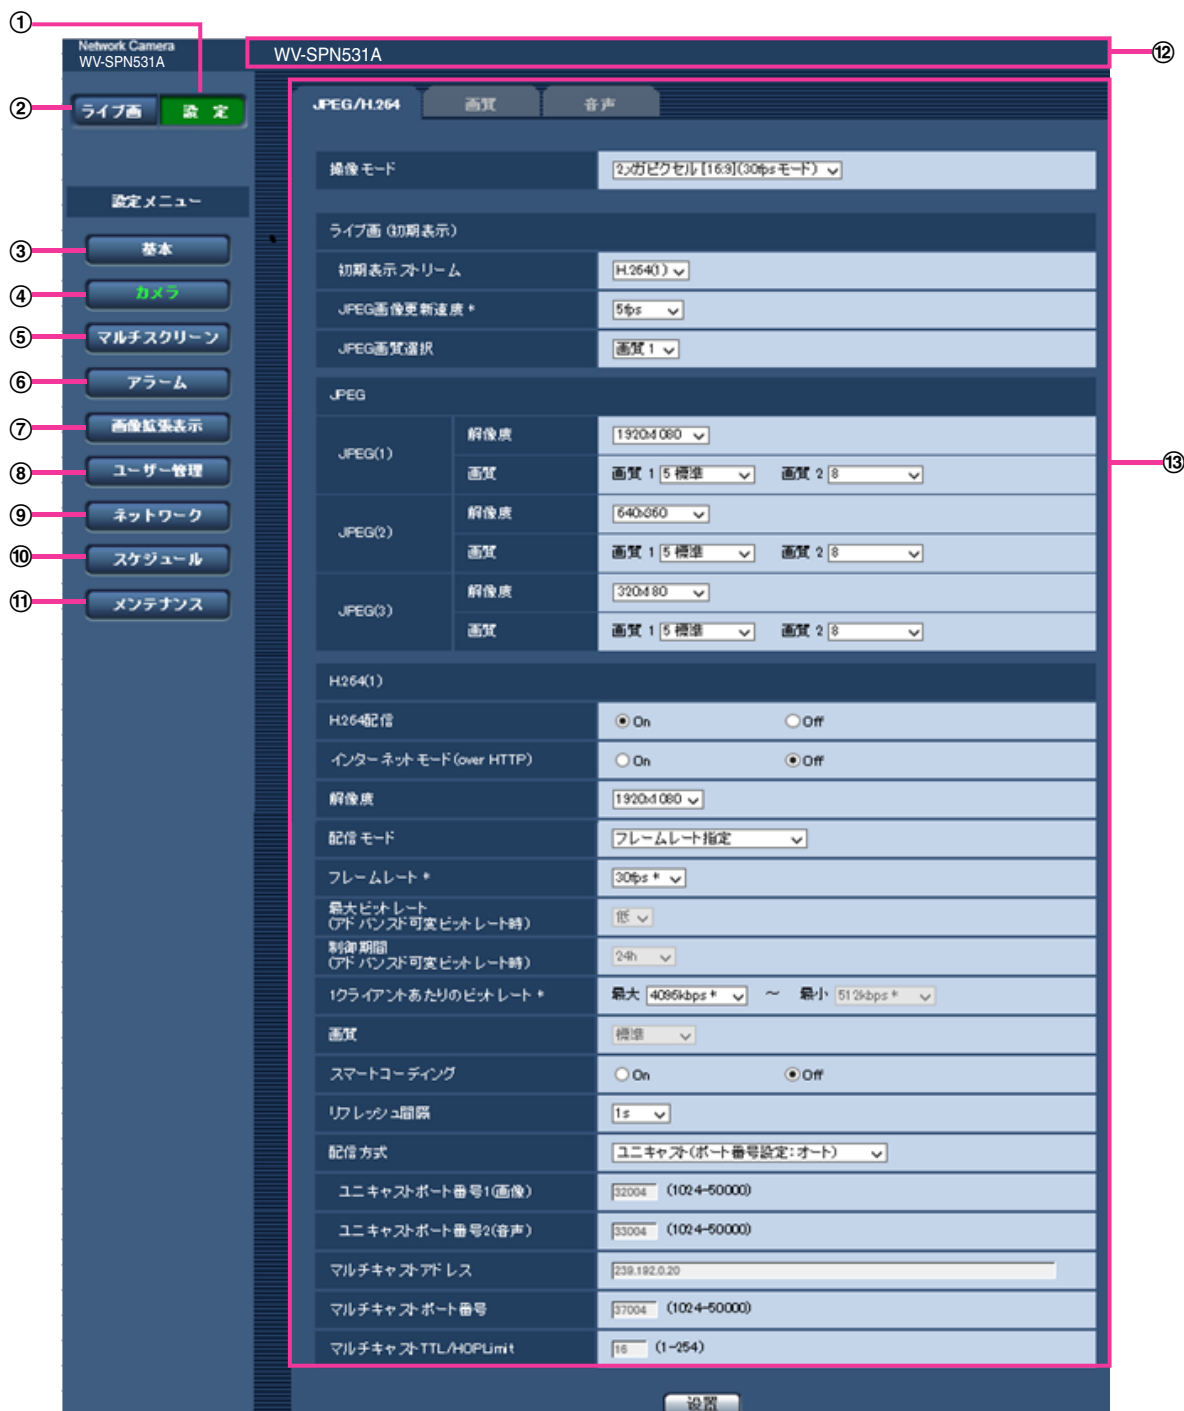 ①
Network Camera
WV-SPN531A
WV-SPN531A
⑫
② ライブ画 設 定
JPEG/H.264 画質 音声
撮像モード 2メガピクセル [16:9](30fpsモード)
設定メニュー
ライブ画 (初期表示)
③ 基本
初期表示ストリーム H.264(1)
④ カメラ
JPEG画像更新速度 * 5fps
⑤ マルチスクリーン
JPEG画質選択 画質 1
⑥ アラーム
JPEG
⑦ 画像拡張表示
JPEG(1) 解像度 1920x1080
画質 画質 1 5 標準 画質 2 8
⑬
⑧ ユーザー管理
⑨ ネットワーク
JPEG(2) 解像度 640x360
画質 画質 1 5 標準 画質 2 8
⑩ スケジュール
JPEG(3) 解像度 320x180
画質 画質 1 5 標準 画質 2 8
⑪ メンテナンス
H.264(1)
H.264配信 On Off
インターネットモード(over HTTP) On Off
解像度 1920x1080
配信モード フレームレート指定
フレームレート * 30fps *
最大ビットレート
(アドバンスド可変ビットレート時) 低
制御期間
(アドバンスド可変ビットレート時) 24h
1クライアントあたりのビットレート * 最大 4096kbps * ～ 最小 512kbps *
画質 標準
スマートコーディング On Off
リフレッシュ間隔 1s
配信方式 ユニキャスト(ポート番号設定:オート)
ユニキャストポート番号1(画像) 32004 (1024-50000)
ユニキャストポート番号2(音声) 33004 (1024-50000)
マルチキャストアドレス 239.192.0.20
マルチキャストポート番号 37004 (1024-50000)
マルチキャストTTL/HOPLimit 16 (1-254)
設置